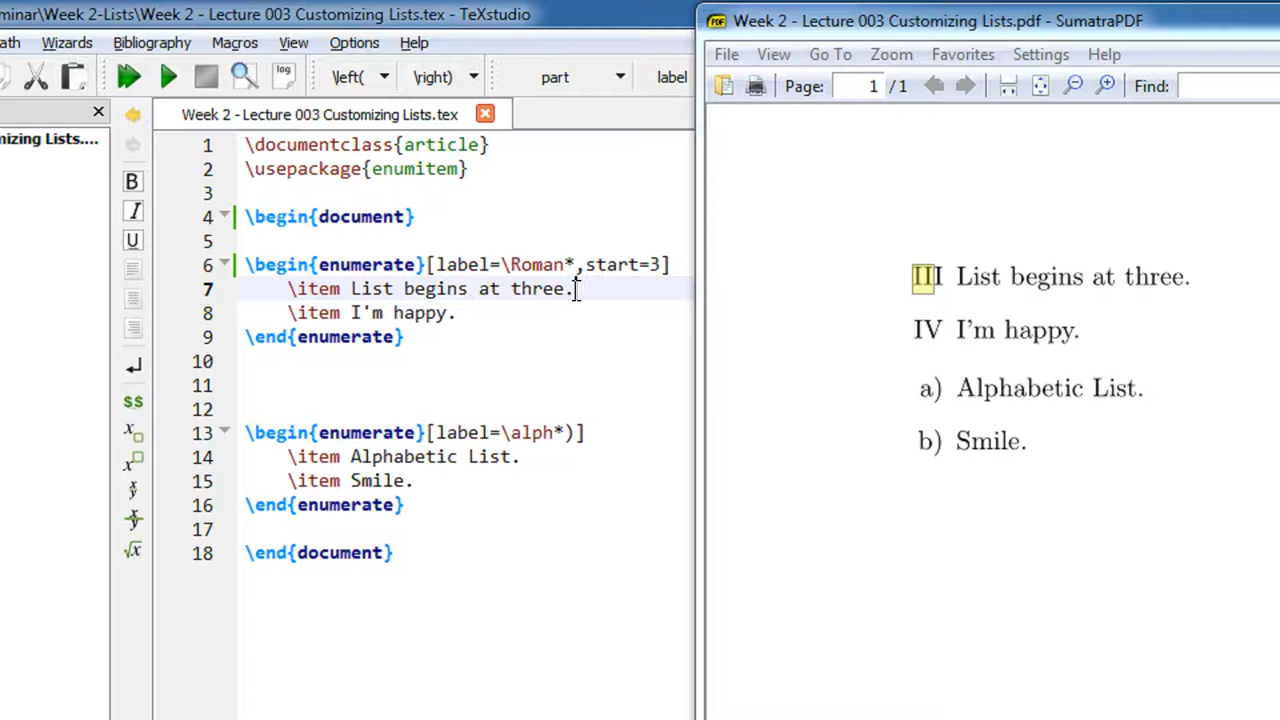 minar\Week 2-Lists\Week 2 - Lecture 003 Customizing Lists.tex - TeXstudio
ath Wizards Bibliography Macros View Options Help
log \left( \right) part label
mizing Lists....
Week 2 - Lecture 003 Customizing Lists.tex
B
I
U
$$
1 \documentclass{article}
2 \usepackage{enumitem}
3
4 \begin{document}
5
6 \begin{enumerate}[label=\Roman*,start=3]
7 \item List begins at three.
8 \item I'm happy.
9 \end{enumerate}
10
11
12
13 \begin{enumerate}[label=\alph*)]
14 \item Alphabetic List.
15 \item Smile.
16 \end{enumerate}
17
18 \end{document}
PDF Week 2 - Lecture 003 Customizing Lists.pdf - SumatraPDF
File View Go To Zoom Favorites Settings Help
Page: 1 / 1 Find:
III List begins at three.
IV I'm happy.
a) Alphabetic List.
b) Smile.